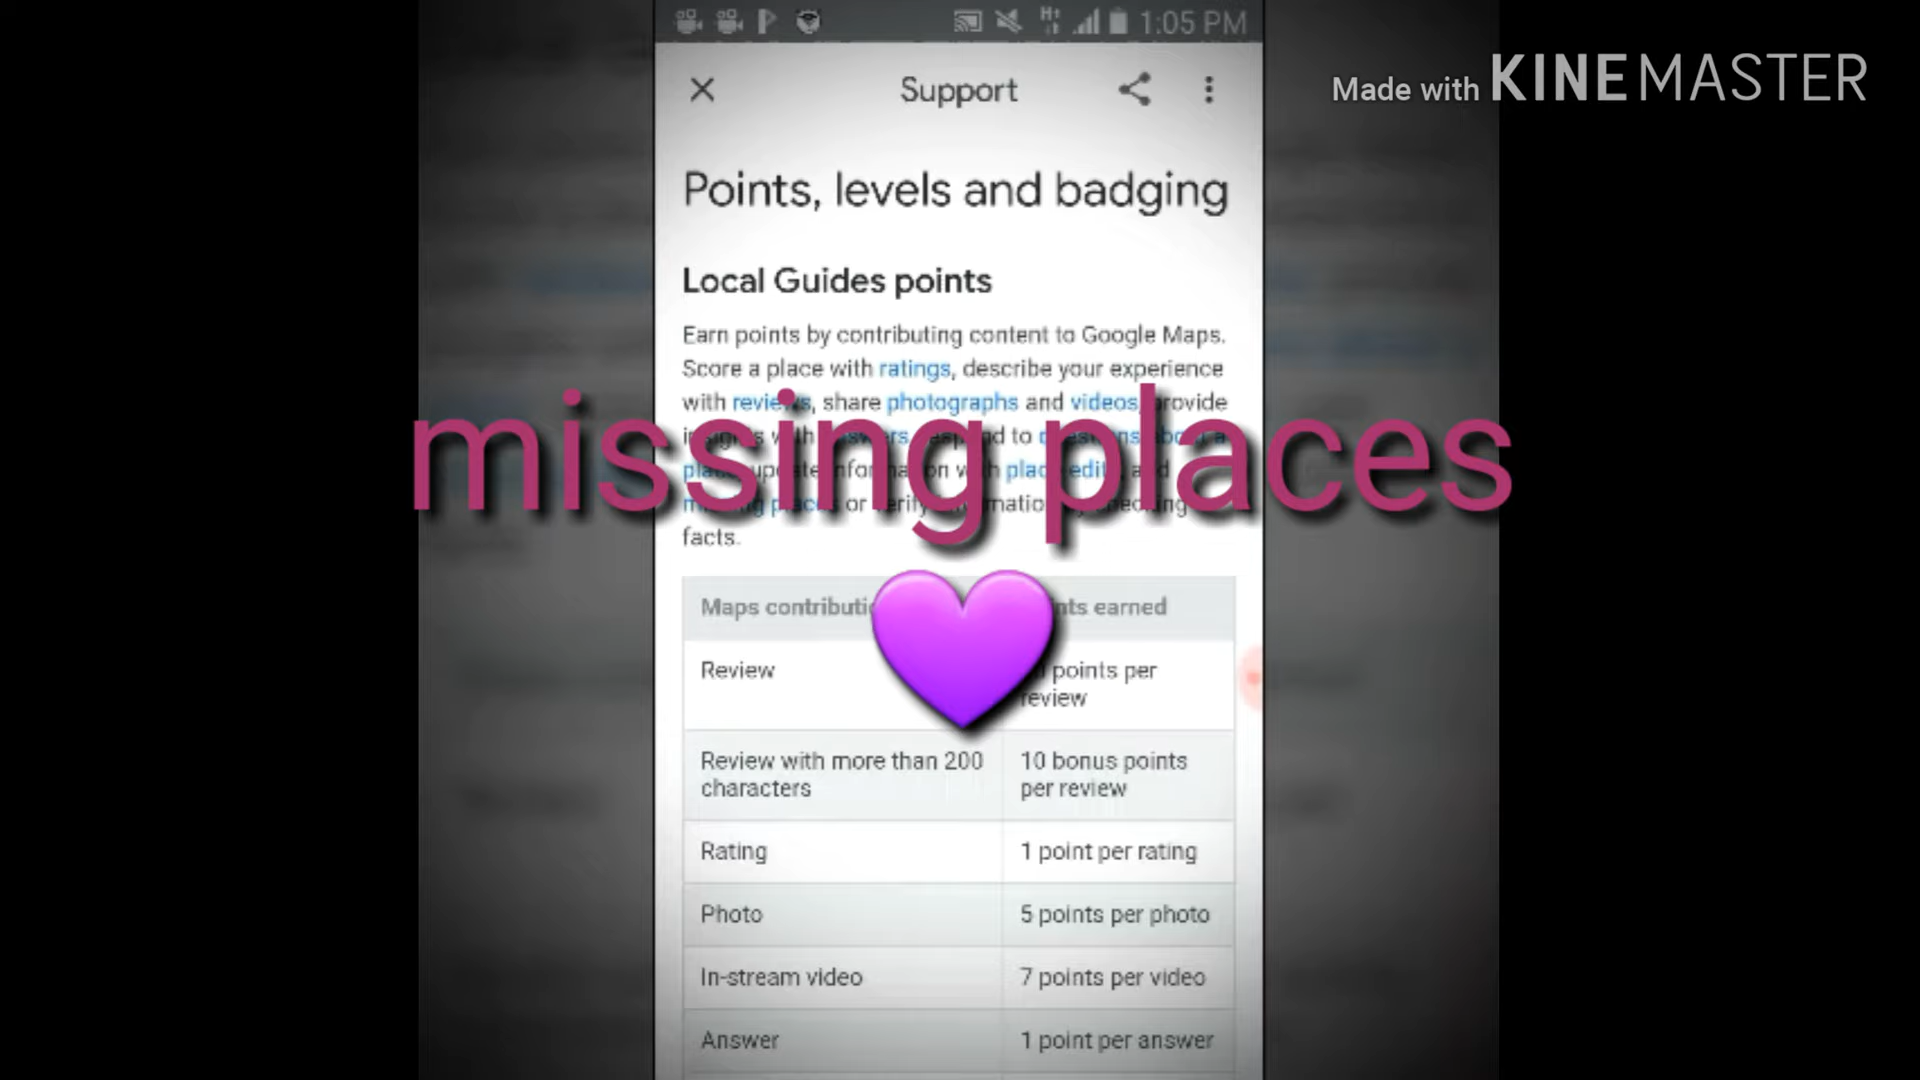 1:05 PM
Support
Made with KINEMASTER
Points, levels and badging
Local Guides points
Earn points by contributing content to Google Maps.
Score a place with ratings, describe your experience
with reviews, share photographs and videos, provide
missing places
facts.
Maps earned
Review points per
review
Review with more than 200 10 bonus points
characters per review
Rating 1 point per rating
Photo 5 points per photo
In-stream video 7 points per video
Answer 1 point per answer